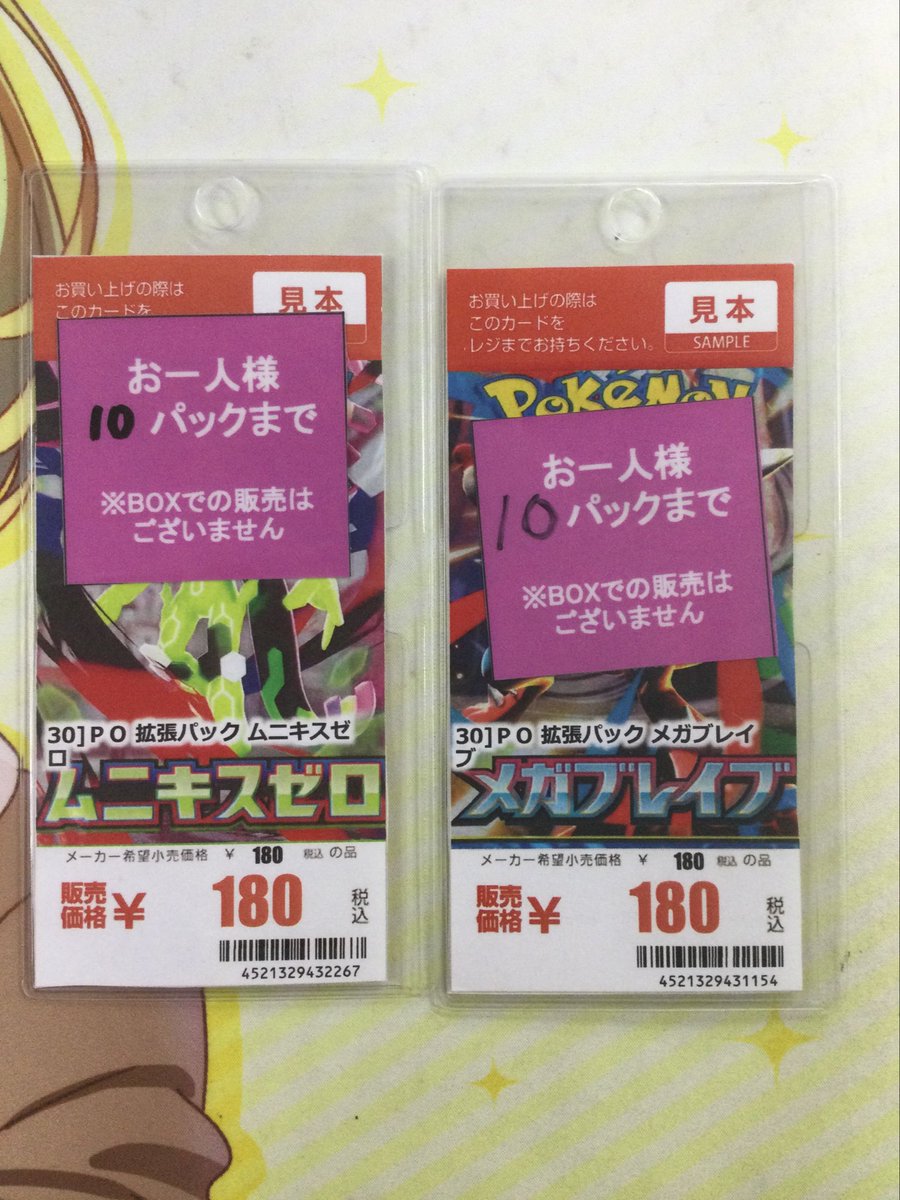 お買い上げの際は
このカードを
見本
お一人様
10 パックまで
※BOXでの販売は
ございません
30]PO 拡張パック ムニキスゼ
ロ
ムニキスゼロ
メーカー希望小売価格 ¥ 180 税込 の品
販売
価格 ¥ 180 税込
4521329432267
お買い上げの際は
このカードを
レジまでお持ちください。
見本
SAMPLE
POKéMON
お一人様
10 パックまで
※BOXでの販売は
ございません
30]PO 拡張パック メガブレイ
ブ
メガブレイブ
メーカー希望小売価格 ¥ 180 税込 の品
販売
価格 ¥ 180 税込
4521329431154